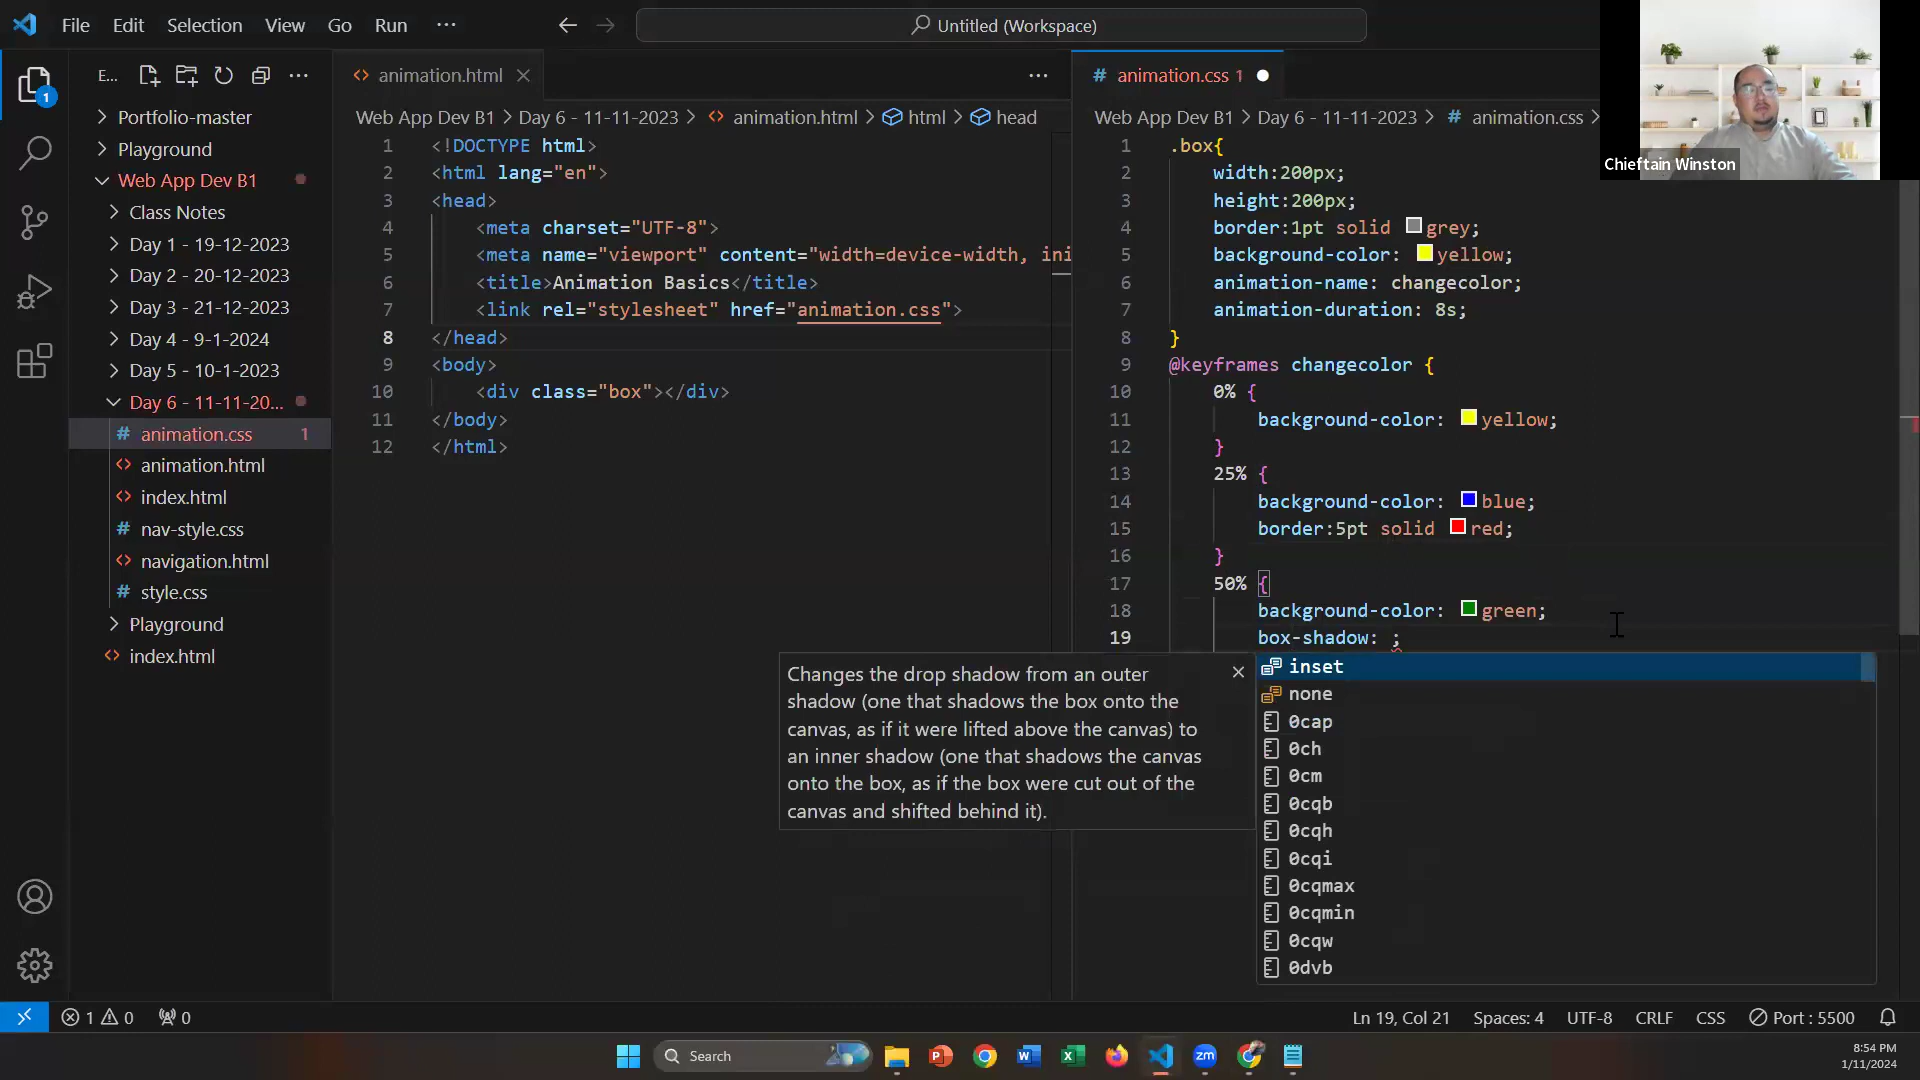 File Edit Selection View Go Run ··· Untitled (Workspace)
E... ···
Portfolio-master
Playground
Web App Dev B1
Class Notes
Day 1 - 19-12-2023
Day 2 - 20-12-2023
Day 3 - 21-12-2023
Day 4 - 9-1-2024
Day 5 - 10-1-2023
Day 6 - 11-11-20...
# animation.css 1
<> animation.html
<> index.html
# nav-style.css
<> navigation.html
# style.css
Playground
<> index.html
1
<> animation.html
Web App Dev B1 > Day 6 - 11-11-2023 > <> animation.html > html > head
1 <!DOCTYPE html>
2 <html lang="en">
3 <head>
4 <meta charset="UTF-8">
5 <meta name="viewport" content="width=device-width, ini
6 <title>Animation Basics</title>
7 <link rel="stylesheet" href="animation.css">
8 </head>
9 <body>
10 <div class="box"></div>
11 </body>
12 </html>
# animation.css 1
Web App Dev B1 > Day 6 - 11-11-2023 > # animation.css >
1 .box{
2 width:200px;
3 height:200px;
4 border:1pt solid grey;
5 background-color: yellow;
6 animation-name: changecolor;
7 animation-duration: 8s;
8 }
9 @keyframes changecolor {
10 0% {
11 background-color: yellow;
12 }
13 25% {
14 background-color: blue;
15 border:5pt solid red;
16 }
17 50% {
18 background-color: green;
19 box-shadow: ;
Changes the drop shadow from an outer
shadow (one that shadows the box onto the
canvas, as if it were lifted above the canvas) to
an inner shadow (one that shadows the canvas
onto the box, as if the box were cut out of the
canvas and shifted behind it).
inset
none
0cap
0ch
0cm
0cqb
0cqh
0cqi
0cqmax
0cqmin
0cqw
0dvb
Chieftain Winston
1 0 0
Ln 19, Col 21 Spaces: 4 UTF-8 CRLF CSS Port : 5500
Search
8:54 PM
1/11/2024